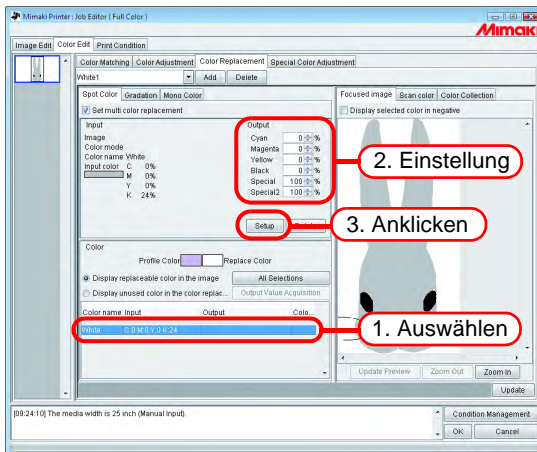 Mimaki Printer : Job Editor ( Full Color )
Mimaki
Image Edit Color Edit Print Condition
Color Matching Color Adjustment Color Replacement Special Color Adjustment
White1 Add Delete
Spot Color Gradation Mono Color
Set multi color replacement
Input
Image
Color mode
Color name White
Input color C 0%
M 0%
Y 0%
K 24%
Output
Cyan 0 %
Magenta 0 %
Yellow 0 %
Black 0 %
Special 100 %
Special2 100 %
Setup
Color
Profile Color Replace Color
Display replaceable color in the image All Selections
Display unused color in the color replac... Output Value Acquisition
Color name Input Output Colo...
White C:0 M:0 Y:0 K:24
Focused image Scan color Color Collection
Display selected color in negative
2. Einstellung
3. Anklicken
1. Auswählen
Update Preview Zoom Out Zoom In
Update
[09:24:10] The media width is 25 inch (Manual Input).
Condition Management
OK Cancel